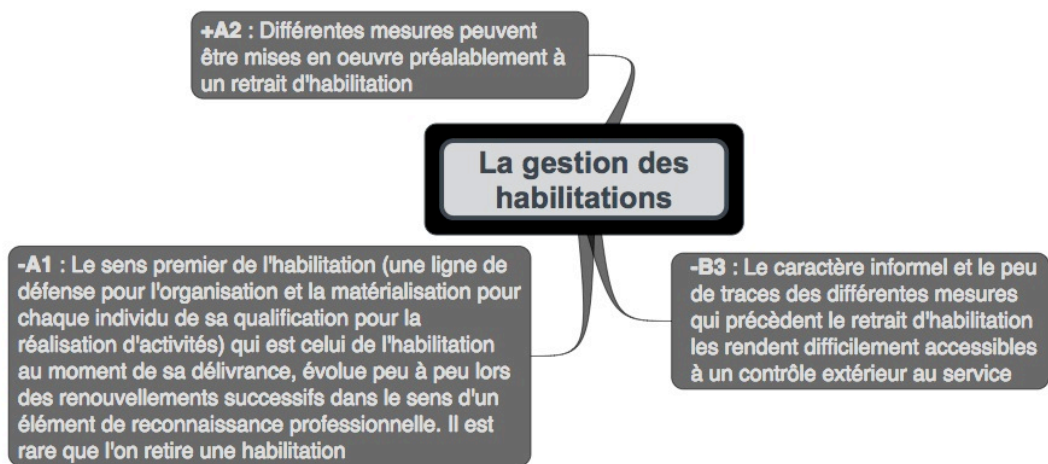 +A2 : Différentes mesures peuvent
être mises en oeuvre préalablement à
un retrait d'habilitation
La gestion des
habilitations
-A1 : Le sens premier de l'habilitation (une ligne de
défense pour l'organisation et la matérialisation pour
chaque individu de sa qualification pour la
réalisation d'activités) qui est celui de l'habilitation
au moment de sa délivrance, évolue peu à peu lors
des renouvellements successifs dans le sens d'un
élément de reconnaissance professionnelle. Il est
rare que l'on retire une habilitation
-B3 : Le caractère informel et le peu
de traces des différentes mesures
qui précèdent le retrait d'habilitation
les rendent difficilement accessibles
à un contrôle extérieur au service